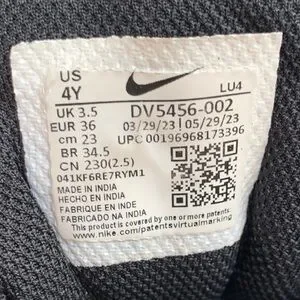 US
4Y
LU4
UK 3.5 DV5456-002
EUR 36 03/29/23 | 05/29/23
cm 23 UPC 00196968173396
BR 34.5
CN 230(2.5)
041KF6RE7RYM1
MADE IN INDIA
HECHO EN INDIA
FABRIQUE EN INDE
FABRICADO NA INDIA
This product is covered by one or more patents.
www.nike.com/patentsvirtualmarking